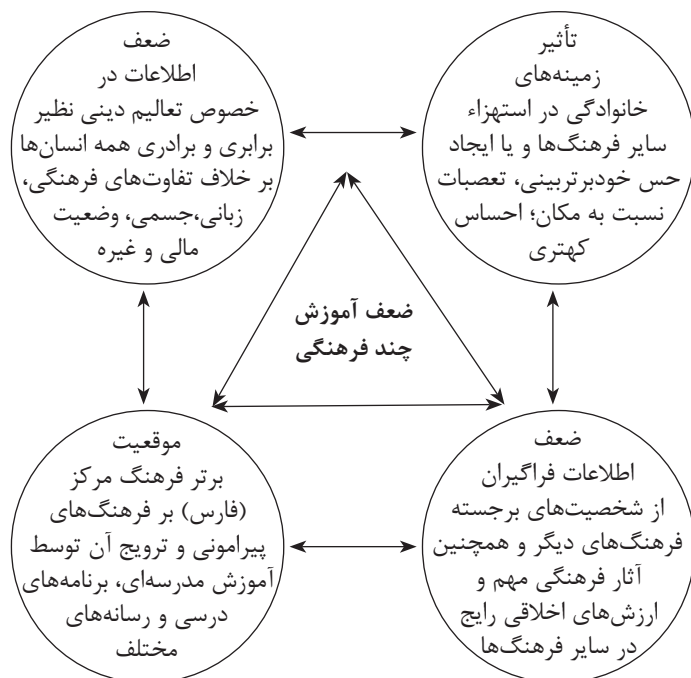 تأثیر
زمینه‌های
خانوادگی در استهزاء
سایر فرهنگ‌ها و یا ایجاد
حس خودبرتربینی، تعصبات
نسبت به مکان؛ احساس
کهتری
ضعف
اطلاعات در
خصوص تعالیم دینی نظیر
برابری و برادری همه انسان‌ها
بر خلاف تفاوت‌های فرهنگی،
زبانی،جسمی، وضعیت
مالی و غیره
ضعف آموزش
چند فرهنگی
ضعف
اطلاعات فراگیران
از شخصیت‌های برجسته
فرهنگ‌های دیگر و همچنین
آثار فرهنگی مهم و
ارزش‌های اخلاقی رایج
در سایر فرهنگ‌ها
موقعیت
برتر فرهنگ مرکز
(فارس) بر فرهنگ‌های
پیرامونی و ترویج آن توسط
آموزش مدرسه‌ای، برنامه‌های
درسی و رسانه‌های
مختلف